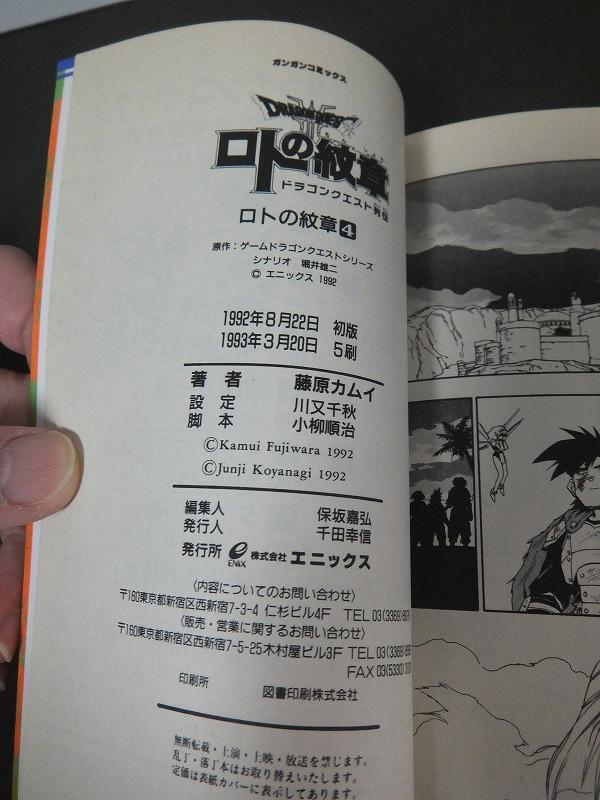 ガンガンコミックス
DRAGON QUEST
ロトの紋章
ドラゴンクエスト列伝
ロトの紋章4
原作：ゲームドラゴンクエストシリーズ
シナリオ 堀井雄二
© エニックス 1992
1992年8月22日 初版
1993年3月20日 5刷
著者 藤原カムイ
設定 川又千秋
脚本 小柳順治
©Kamui Fujiwara 1992
©Junji Koyanagi 1992
編集人 保坂嘉弘
発行人 千田幸信
発行所 ENIX 株式会社 エニックス
〈内容についてのお問い合わせ〉
〒160東京都新宿区西新宿7-3-4 仁杉ビル4F TEL 03(3369)
〈販売・営業に関するお問い合わせ〉
〒160東京都新宿区西新宿7-5-25木村屋ビル3F TEL 03(3369)
FAX 03(5330)
印刷所 図書印刷株式会社
無断転載・上演・上映・放送を禁じます。
乱丁・落丁本はお取り替えいたします。
定価は表紙カバーに表示してあります。